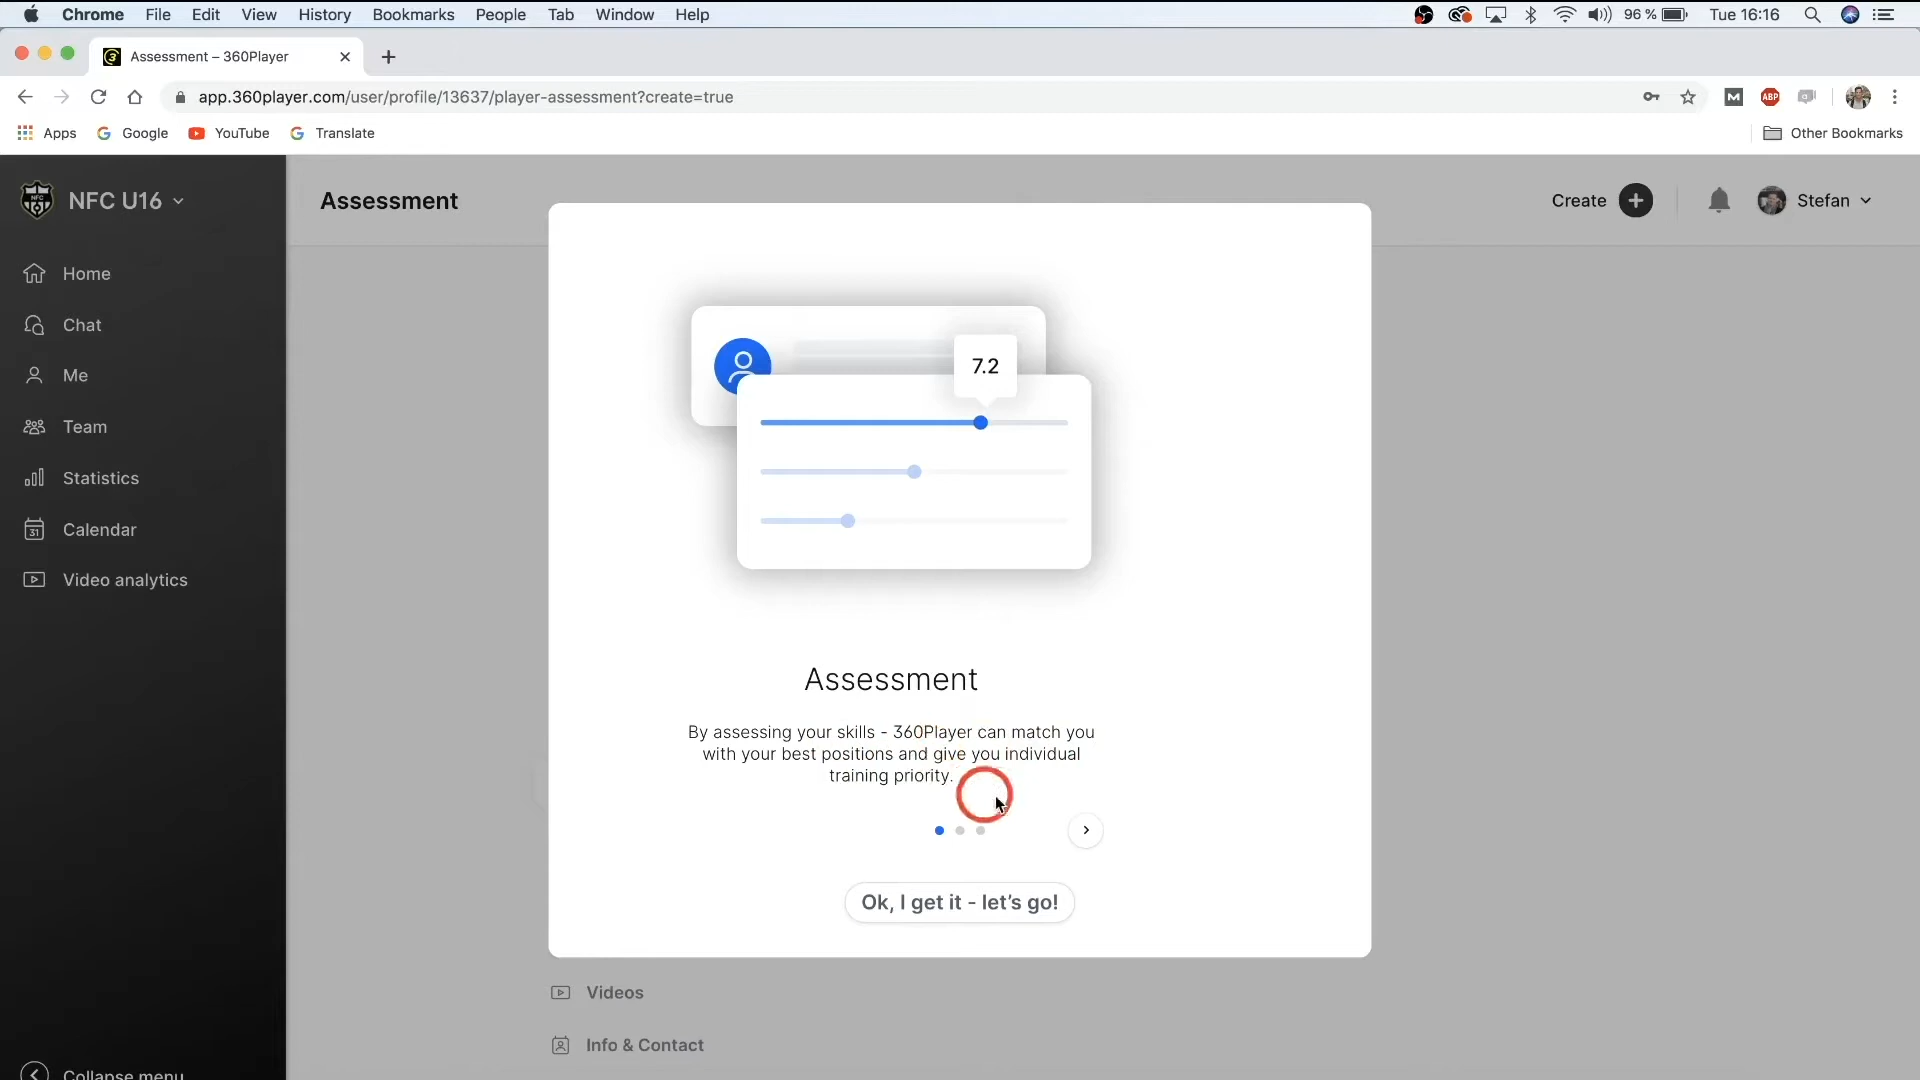 Chrome File Edit View History Bookmarks People Tab Window Help 96 % Tue 16:16
Assessment – 360Player
app.360player.com/user/profile/13637/player-assessment?create=true
ABP
Apps Google YouTube Translate Other Bookmarks
NFC
NFC U16
Assessment
Create
Stefan
Home
Chat
Me
Team
Statistics
31
Calendar
Video analytics
Collapse menu
7.2
Assessment
By assessing your skills - 360Player can match you
with your best positions and give you individual
training priority.
Ok, I get it - let’s go!
Videos
Info & Contact